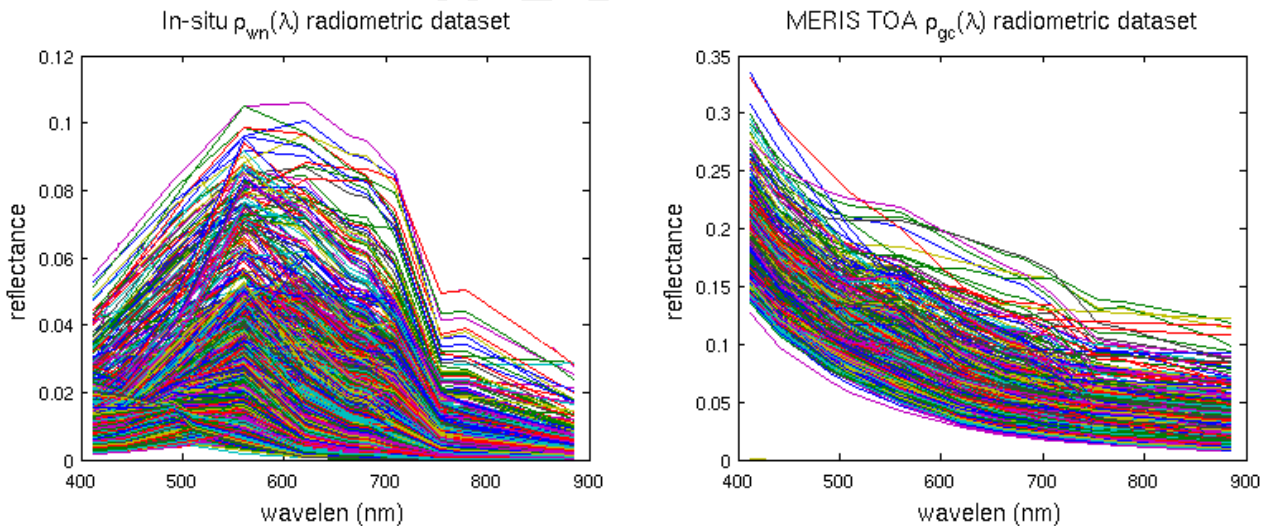 In-situ ρwn(λ) radiometric dataset
0.12
0.1
0.08
0.06
0.04
0.02
0
reflectance
400 500 600 700 800 900
wavelen (nm)
MERIS TOA ρgc(λ) radiometric dataset
0.35
0.3
0.25
0.2
0.15
0.1
0.05
0
reflectance
400 500 600 700 800 900
wavelen (nm)